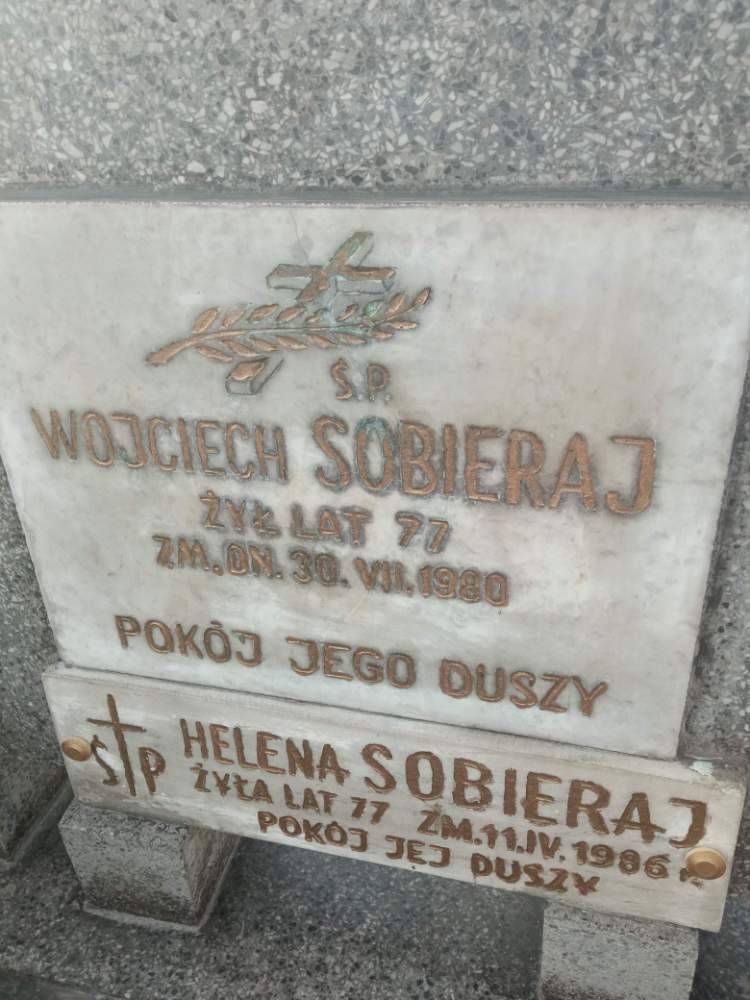 Ś.P.
WOJCIECH SOBIERAJ
ŻYŁ LAT 77
ZM. DN. 30. VII. 1980
POKÓJ JEGO DUSZY
Ś P HELENA SOBIERAJ
ŻYŁA LAT 77 ZM. 11. IV. 1986 R.
POKÓJ JEJ DUSZY